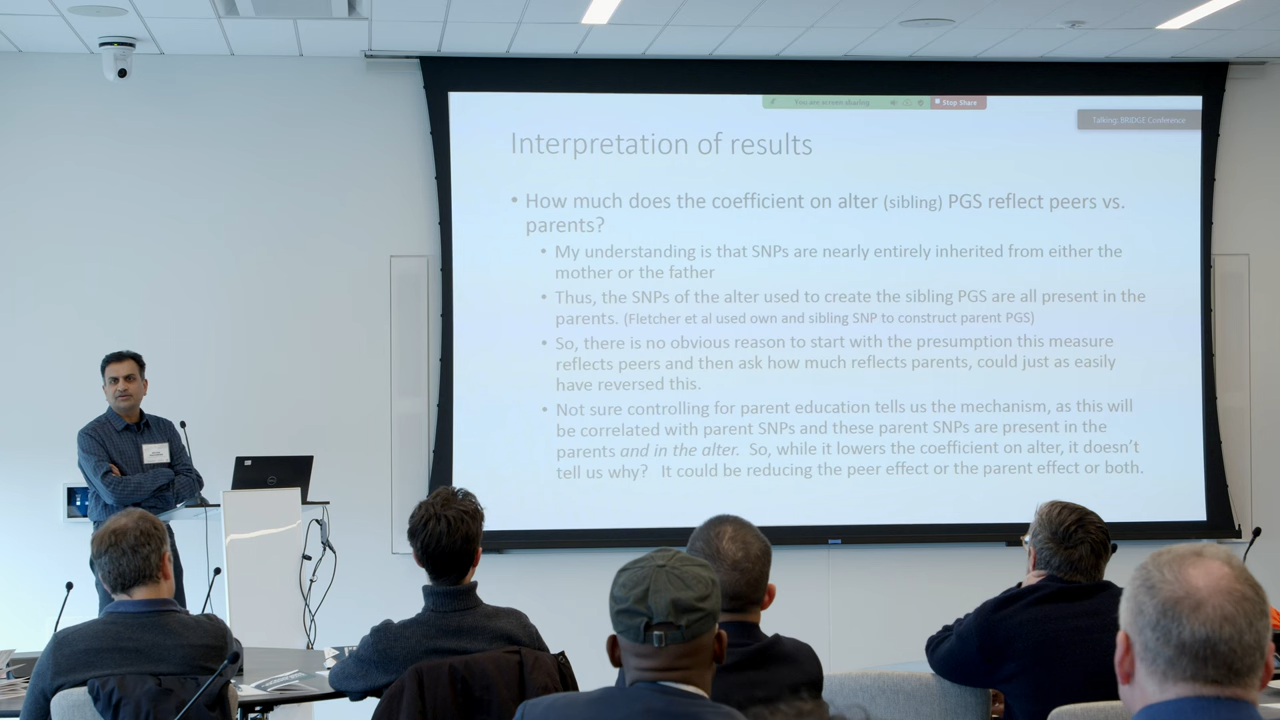 You are screen sharing
Stop Share
Talking: BRIDGE Conference
Interpretation of results
• How much does the coefficient on alter (sibling) PGS reflect peers vs.
parents?
• My understanding is that SNPs are nearly entirely inherited from either the
mother or the father
• Thus, the SNPs of the alter used to create the sibling PGS are all present in the
parents. (Fletcher et al used own and sibling SNP to construct parent PGS)
• So, there is no obvious reason to start with the presumption this measure
reflects peers and then ask how much reflects parents, could just as easily
have reversed this.
• Not sure controlling for parent education tells us the mechanism, as this will
be correlated with parent SNPs and these parent SNPs are present in the
parents and in the alter. So, while it lowers the coefficient on alter, it doesn't
tell us why? It could be reducing the peer effect or the parent effect or both.
DELL